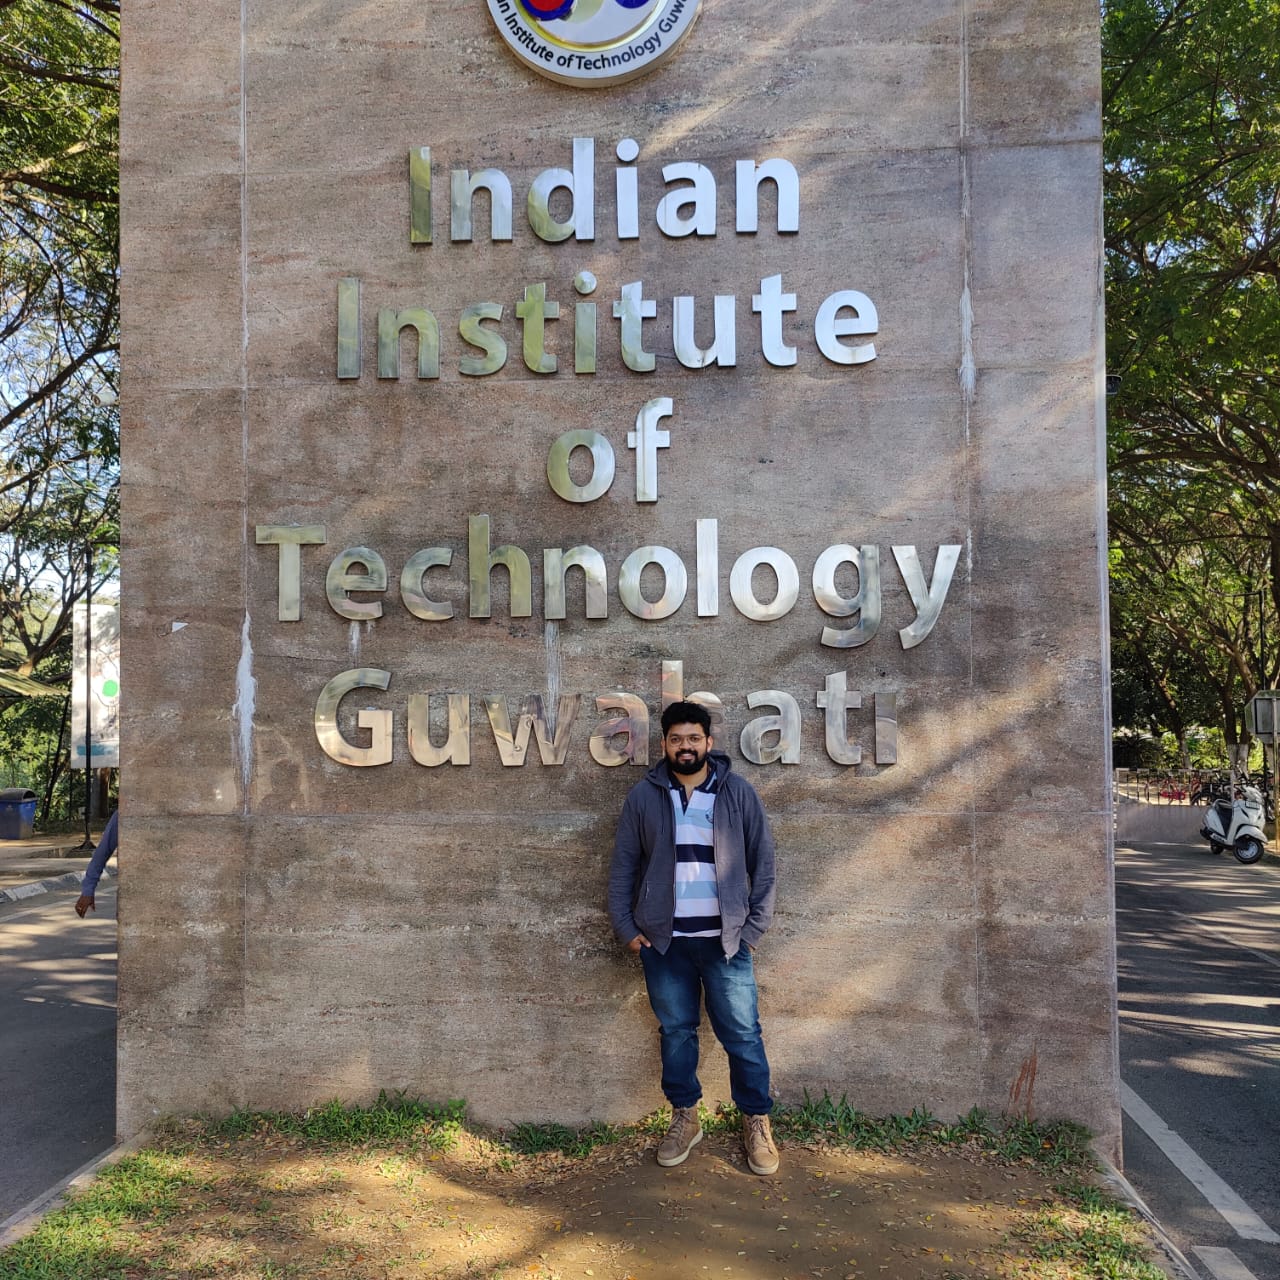 Institute of Technology
Indian
Institute
of
Technology
Guwahati